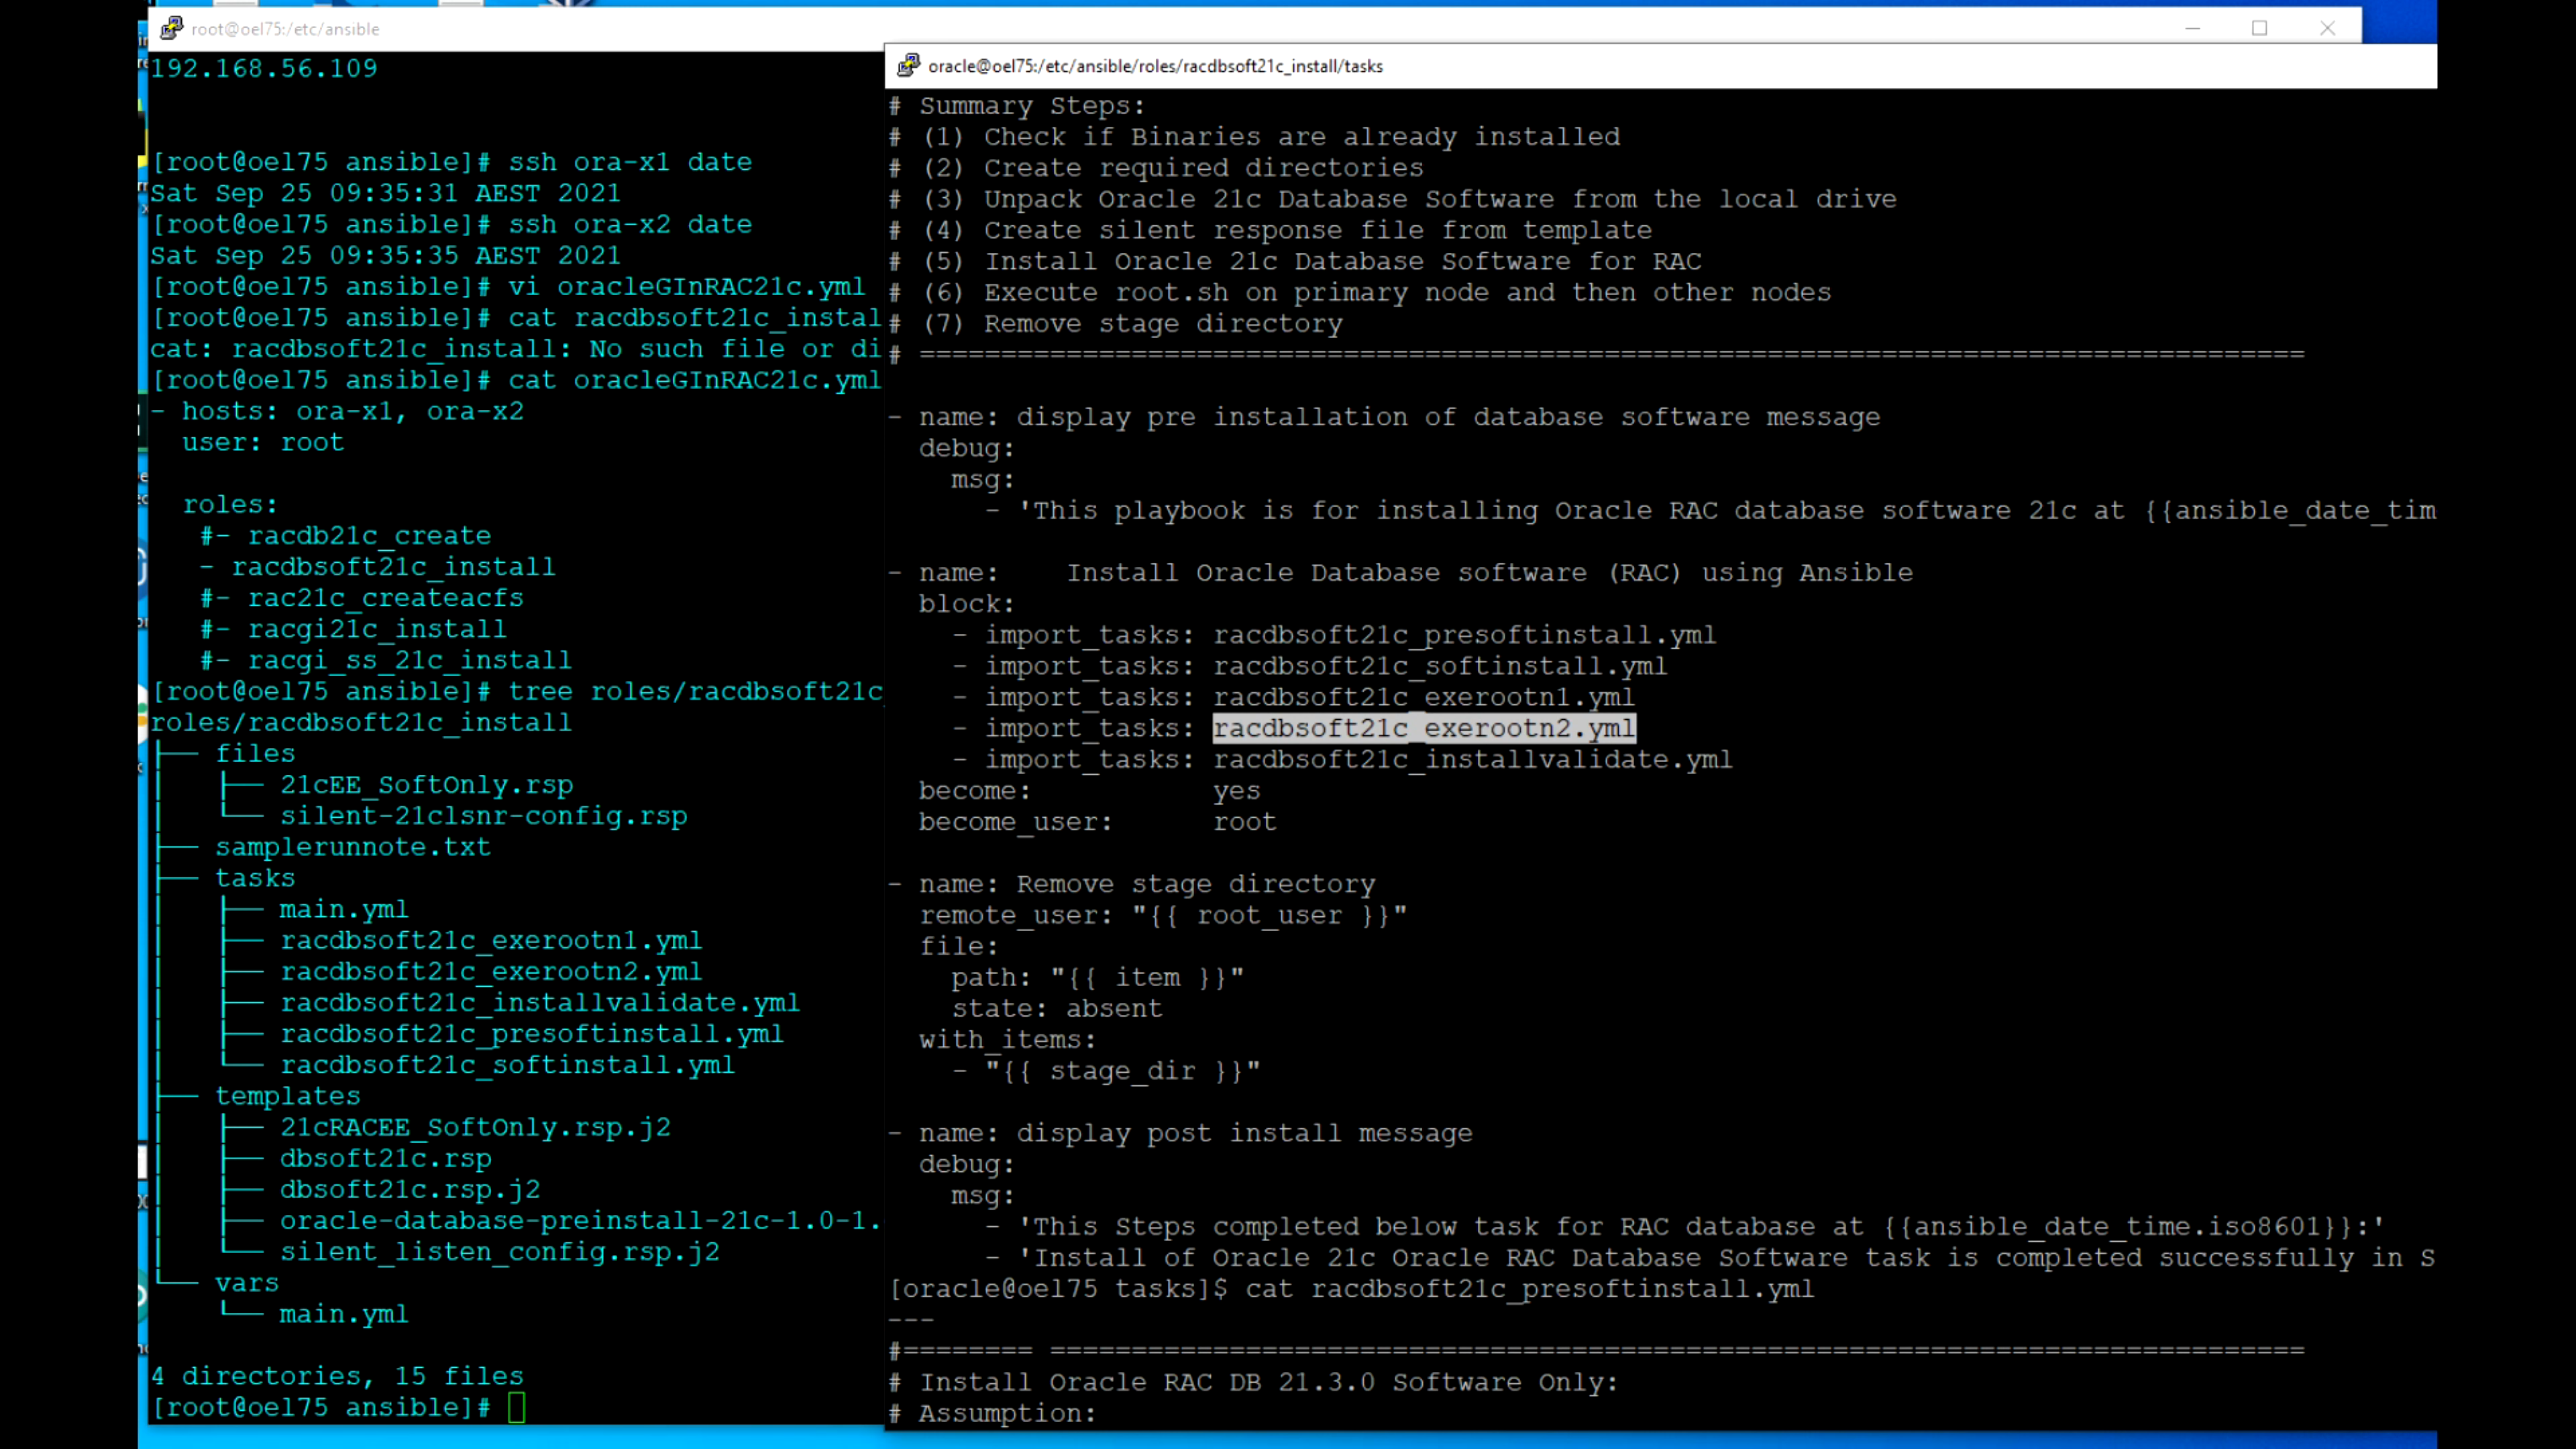 root@oel75:/etc/ansible
192.168.56.109
[root@oel75 ansible]# ssh ora-x1 date
Sat Sep 25 09:35:31 AEST 2021
[root@oel75 ansible]# ssh ora-x2 date
Sat Sep 25 09:35:35 AEST 2021
[root@oel75 ansible]# vi oracleGInRAC21c.yml
[root@oel75 ansible]# cat racdbsoft21c_instal
cat: racdbsoft21c_install: No such file or di
[root@oel75 ansible]# cat oracleGInRAC21c.yml
- hosts: ora-x1, ora-x2
  user: root
  roles:
   #- racdb21c_create
   - racdbsoft21c_install
   #- rac21c_createacfs
   #- racgi21c_install
   #- racgi_ss_21c_install
[root@oel75 ansible]# tree roles/racdbsoft21c_
roles/racdbsoft21c_install
├── files
│   ├── 21cEE_SoftOnly.rsp
│   └── silent-21clsnr-config.rsp
├── samplerunnote.txt
├── tasks
│   ├── main.yml
│   ├── racdbsoft21c_exerootn1.yml
│   ├── racdbsoft21c_exerootn2.yml
│   ├── racdbsoft21c_installvalidate.yml
│   ├── racdbsoft21c_presoftinstall.yml
│   └── racdbsoft21c_softinstall.yml
├── templates
│   ├── 21cRACEE_SoftOnly.rsp.j2
│   ├── dbsoft21c.rsp
│   ├── dbsoft21c.rsp.j2
│   ├── oracle-database-preinstall-21c-1.0-1.
│   └── silent_listen_config.rsp.j2
└── vars
    └── main.yml
4 directories, 15 files
[root@oel75 ansible]#
oracle@oel75:/etc/ansible/roles/racdbsoft21c_install/tasks
# Summary Steps:
# (1) Check if Binaries are already installed
# (2) Create required directories
# (3) Unpack Oracle 21c Database Software from the local drive
# (4) Create silent response file from template
# (5) Install Oracle 21c Database Software for RAC
# (6) Execute root.sh on primary node and then other nodes
# (7) Remove stage directory
# =====================================================================================
- name: display pre installation of database software message
  debug:
    msg:
      - 'This playbook is for installing Oracle RAC database software 21c at {{ansible_date_tim
- name:    Install Oracle Database software (RAC) using Ansible
  block:
    - import_tasks: racdbsoft21c_presoftinstall.yml
    - import_tasks: racdbsoft21c_softinstall.yml
    - import_tasks: racdbsoft21c_exerootn1.yml
    - import_tasks: racdbsoft21c_exerootn2.yml
    - import_tasks: racdbsoft21c_installvalidate.yml
  become:           yes
  become_user:      root
- name: Remove stage directory
  remote_user: "{{ root_user }}"
  file:
    path: "{{ item }}"
    state: absent
  with_items:
    - "{{ stage_dir }}"
- name: display post install message
  debug:
    msg:
      - 'This Steps completed below task for RAC database at {{ansible_date_time.iso8601}}:'
      - 'Install of Oracle 21c Oracle RAC Database Software task is completed successfully in S
[oracle@oel75 tasks]$ cat racdbsoft21c_presoftinstall.yml
---
#======== =============================================================================
# Install Oracle RAC DB 21.3.0 Software Only:
# Assumption: